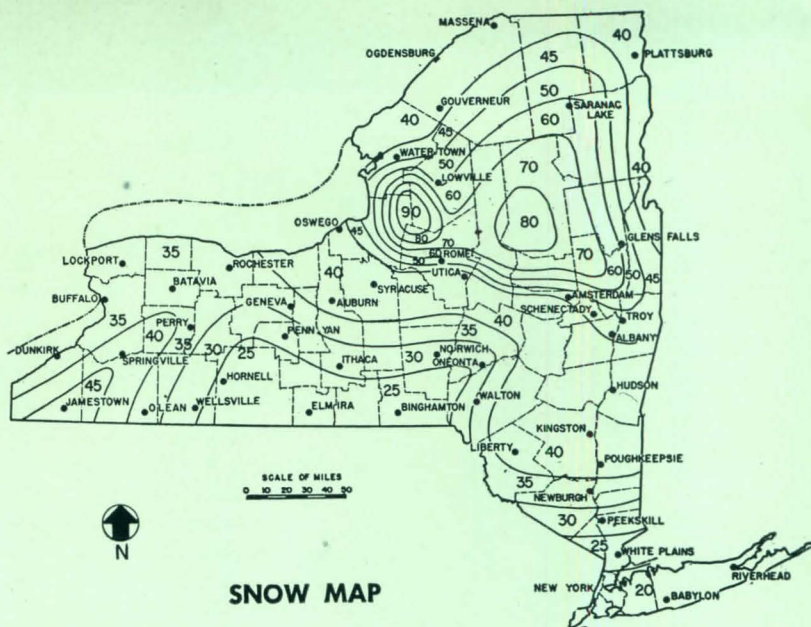 MASSENA
40
PLATTSBURG
OGDENSBURG
45
50
GOUVERNEUR
SARANAC
LAKE
40
60
45
WATERTOWN
50
LOWVILLE
70
40
60
90
80
OSWEGO
45
80
70
70
GLENS FALLS
60 ROME
50
60
50
45
35
LOCKPORT
ROCHESTER
UTICA
40
BATAVIA
SYRACUSE
AMSTERDAM
BUFFALO
GENEVA
AUBURN
SCHENECTADY
TROY
35
40
PERRY
35
PENN YAN
35
40
ALBANY
DUNKIRK
30
25
30
NORWICH
SPRINGVILLE
ITHACA
ONEONTA
45
HORNELL
25
HUDSON
JAMESTOWN
OLEAN
WELLSVILLE
ELMIRA
BINGHAMTON
WALTON
KINGSTON
LIBERTY
40
POUGHKEEPSIE
SCALE OF MILES
0 10 20 30 40 50
35
NEWBURGH
30
PEEKSKILL
N
25
WHITE PLAINS
SNOW MAP
NEW YORK
20
RIVERHEAD
BABYLON